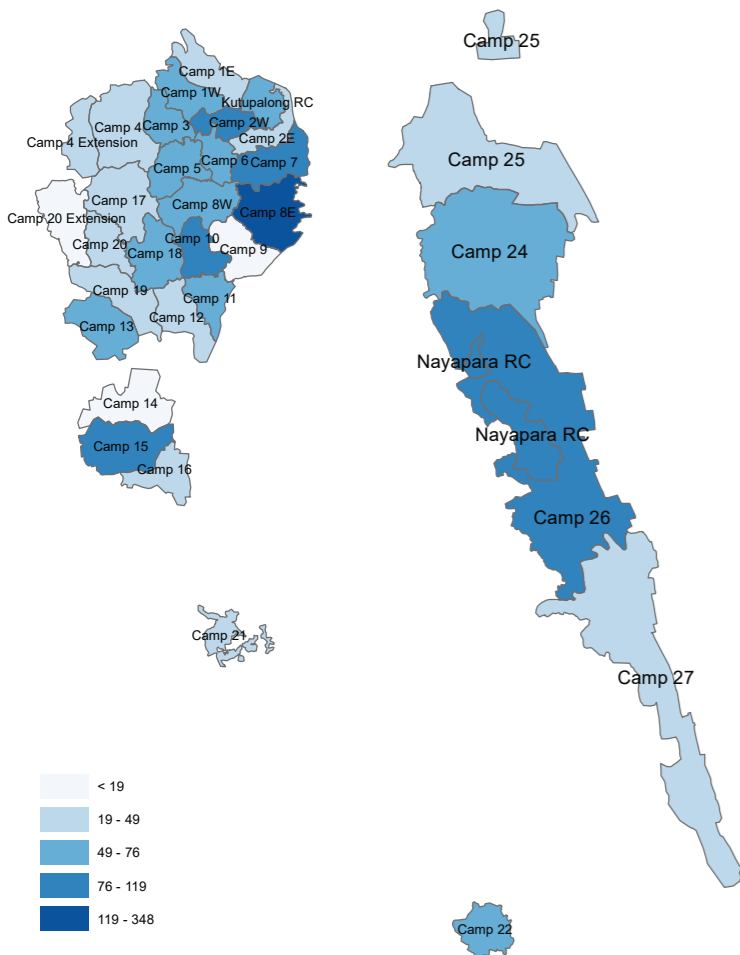 Camp 25
Camp 1E
Camp 1W
Kutupalong RC
Camp 2W
Camp 3
Camp 4
Camp 4 Extension
Camp 2E
Camp 6
Camp 7
Camp 5
Camp 25
Camp 17
Camp 8W
Camp 8E
Camp 20 Extension
Camp 20
Camp 10
Camp 9
Camp 18
Camp 24
Camp 19
Camp 11
Camp 12
Camp 13
Nayapara RC
Camp 14
Nayapara RC
Camp 15
Camp 16
Camp 26
Camp 21
Camp 27
< 19
19 - 49
49 - 76
76 - 119
119 - 348
Camp 22